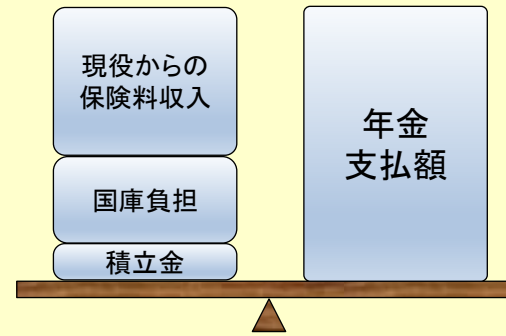 現役からの
保険料収入
国庫負担
積立金
年金
支払額